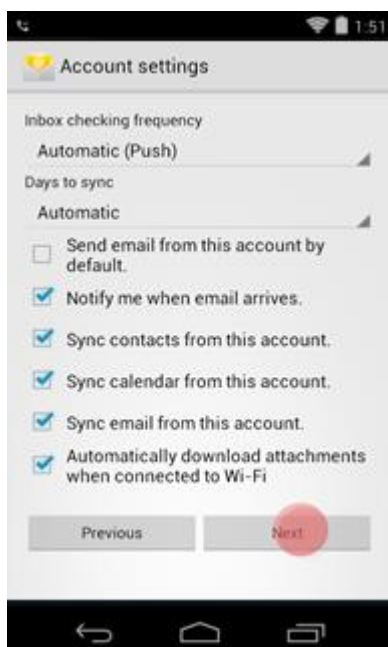 1:51
Account settings
Inbox checking frequency
Automatic (Push)
Days to sync
Automatic
Send email from this account by
default.
Notify me when email arrives.
Sync contacts from this account.
Sync calendar from this account.
Sync email from this account.
Automatically download attachments
when connected to Wi-Fi
Previous
Next